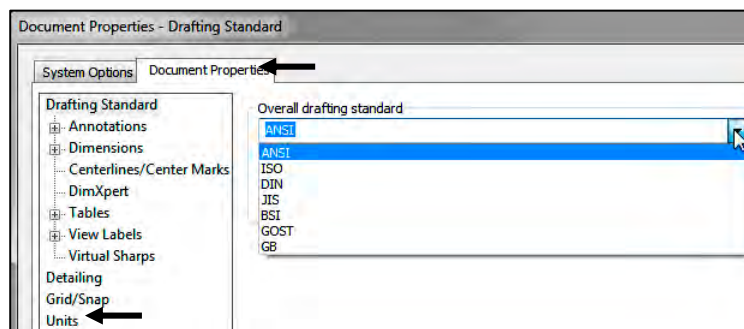 Document Properties - Drafting Standard
System Options Document Properties
Drafting Standard
Annotations
Dimensions
Centerlines/Center Marks
DimXpert
Tables
View Labels
Virtual Sharps
Detailing
Grid/Snap
Units
Overall drafting standard
ANSI
ANSI
ISO
DIN
JIS
BSI
GOST
GB